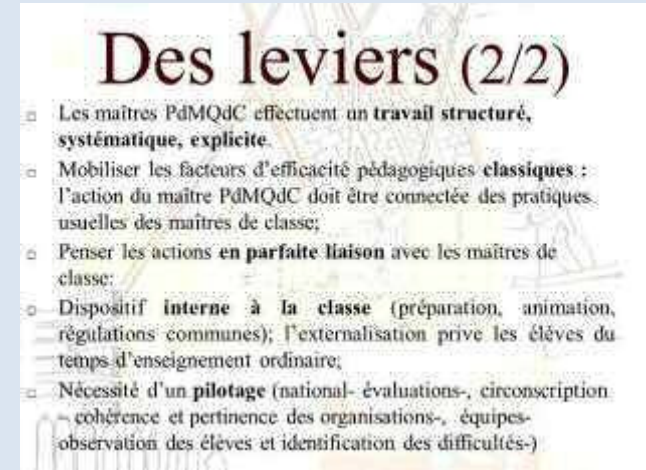 Des leviers (2/2)
Les maîtres PdMQdC effectuent un travail structuré,
systématique, explicite.
Mobiliser les facteurs d'efficacité pédagogiques classiques :
l'action du maître PdMQdC doit être connectée des pratiques
usuelles des maîtres de classe;
Penser les actions en parfaite liaison avec les maîtres de
classe;
Dispositif interne à la classe (préparation, animation,
régulations communes); l'externalisation prive les élèves du
temps d'enseignement ordinaire;
Nécessité d'un pilotage (national- évaluations-, circonscription
– cohérence et pertinence des organisations-, équipes-
observation des élèves et identification des difficultés-)